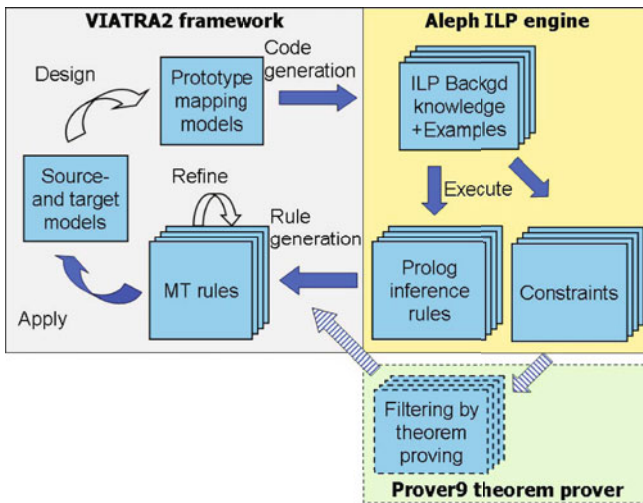 VIATRA2 framework
Aleph ILP engine
Design
Prototype
mapping
models
Code
generation
ILP Backgd
knowledge
+Examples
Source-
and target
models
Refine
Rule
generation
Execute
MT rules
Prolog
inference
rules
Constraints
Apply
Filtering by
theorem
proving
Prover9 theorem prover